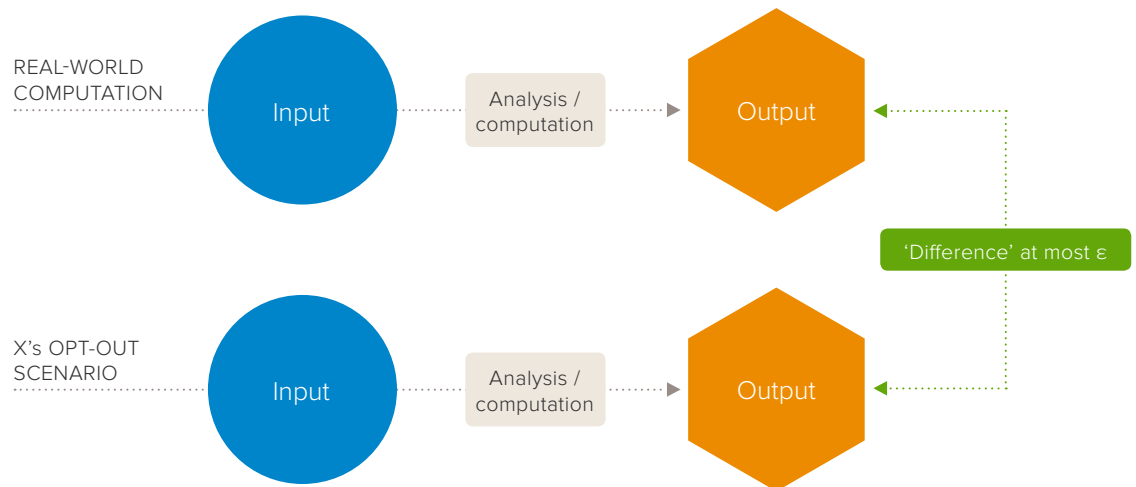 REAL-WORLD
COMPUTATION
Input
Analysis /
computation
Output
‘Difference’ at most ε
X’s OPT-OUT
SCENARIO
Input
Analysis /
computation
Output